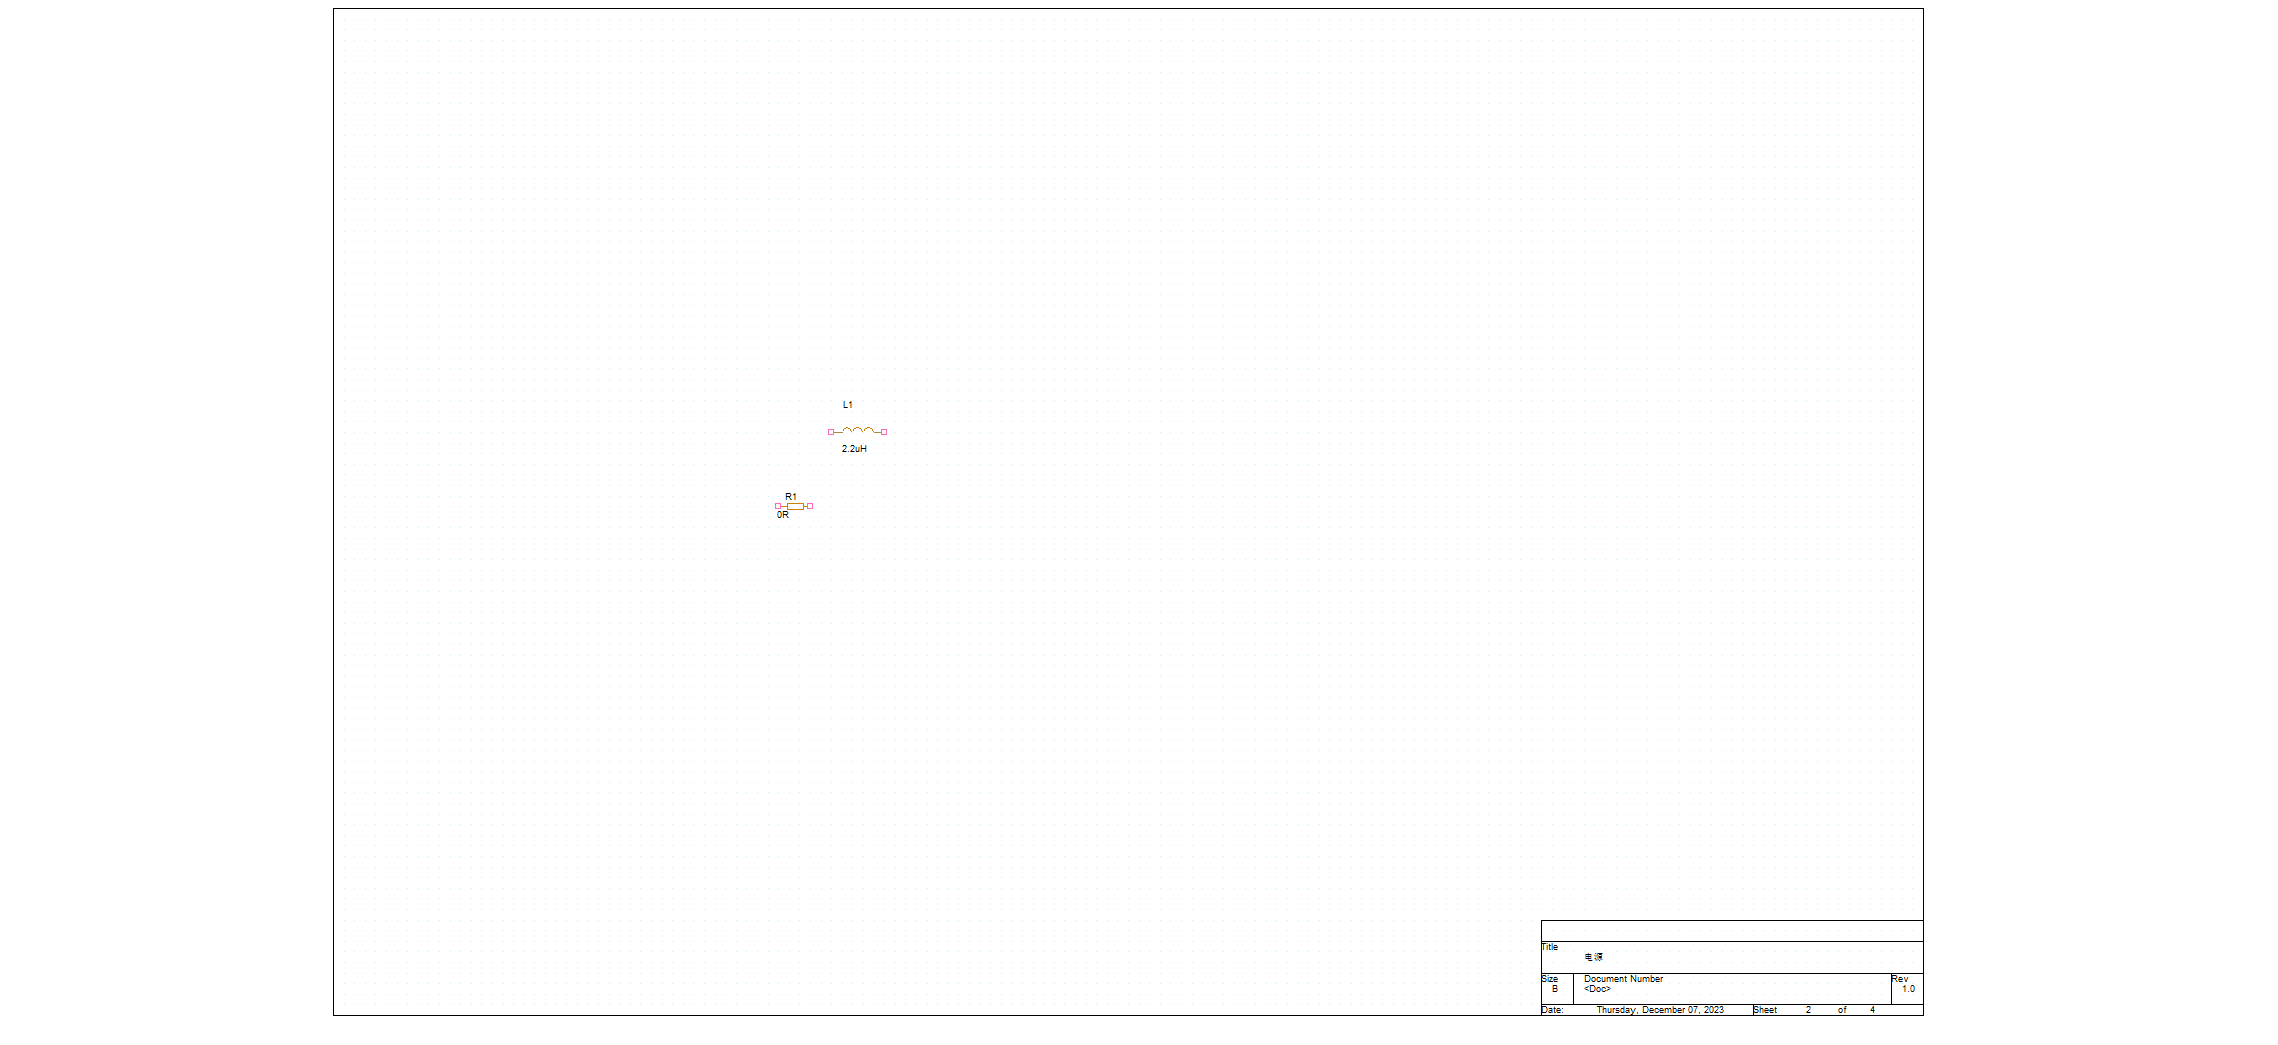 L1
2.2uH
R1
0R
Title
电源
Size
B
Document Number
<Doc>
Rev
1.0
Date:
Thursday, December 07, 2023
Sheet 2 of 4